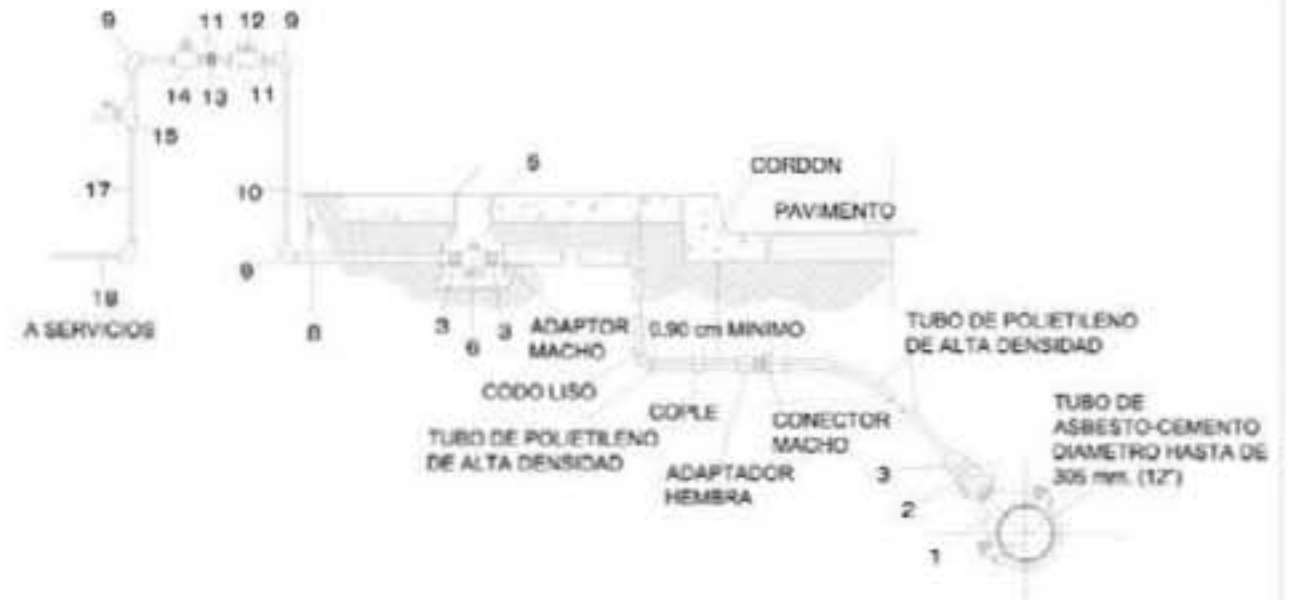 9 11 12 9
14 13 11
15
5
CORDON
17
10
PAVIMENTO
9
18
A SERVICIOS
8
3
6
3
ADAPTOR
MACHO
0.90 cm MINIMO
TUBO DE POLIETILENO
DE ALTA DENSIDAD
CODO LISO
COPLE
CONECTOR
MACHO
TUBO DE POLIETILENO
DE ALTA DENSIDAD
ADAPTADOR
HEMBRA
TUBO DE
ASBESTO-CEMENTO
DIAMETRO HASTA DE
305 mm. (12")
3
2
1